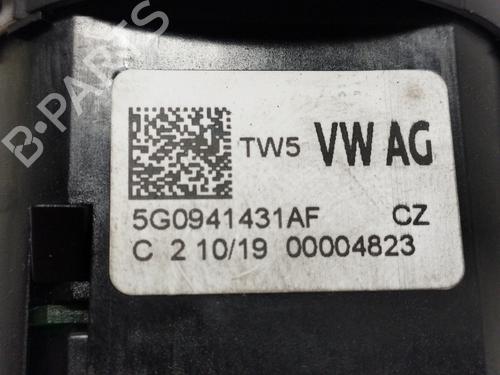 B-PARTS
TW5 VW AG
5G0941431AF CZ
C 2 10/19 00004823